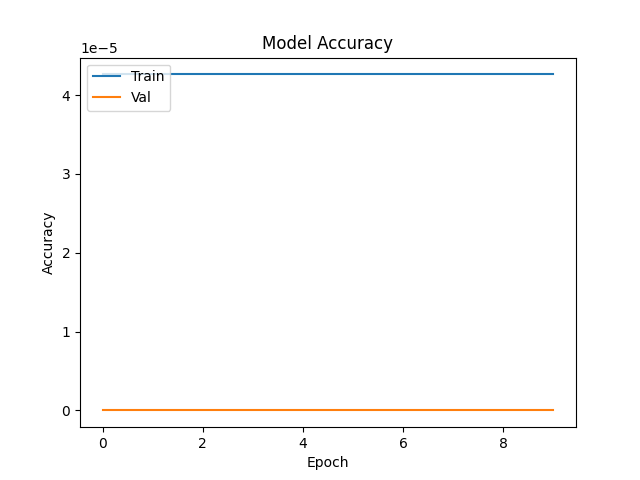 Model Accuracy
1e−5
Train
Val
4
3
2
1
0
Accuracy
0 2 4 6 8
Epoch